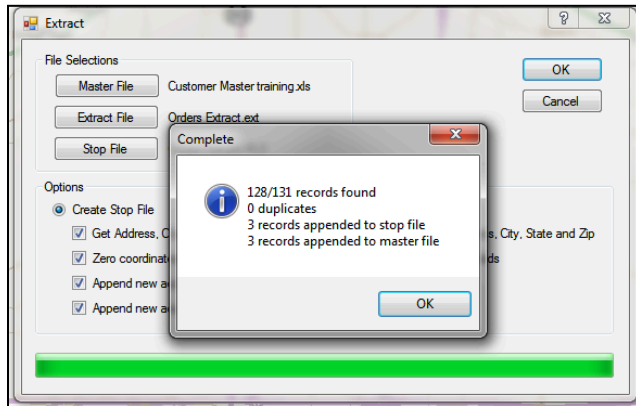 Extract
File Selections
Master File Customer Master training.xls
OK
Extract File Orders Extract.ext
Cancel
Stop File
Complete
128/131 records found
0 duplicates
3 records appended to stop file
3 records appended to master file
OK
Options
Create Stop File
Get Address, City, State and Zip
Zero
Append new
Append new